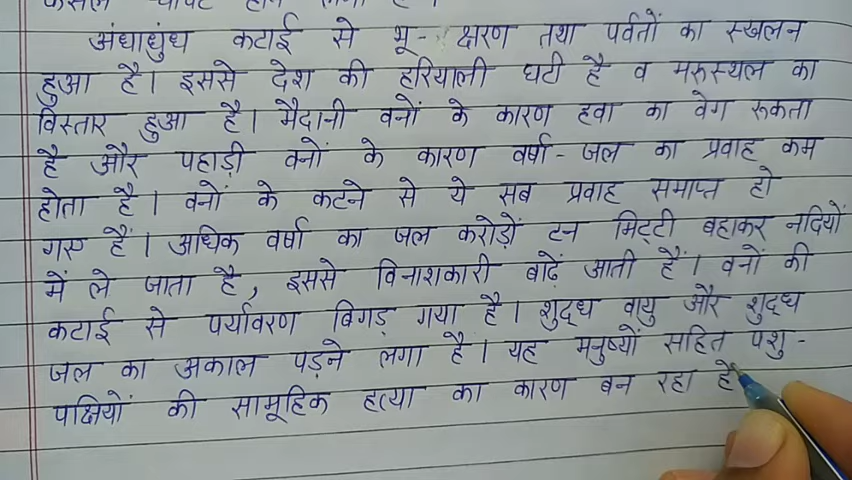 फसल चौपट होने लगी है।
अंधाधुंध कटाई से भू- क्षरण तथा पर्वतों का स्खलन
हुआ है। इससे देश की हरियाली घटी है व मरुस्थल का
विस्तार हुआ है। मैदानी वनों के कारण हवा का वेग रूकता
है और पहाड़ी वनों के कारण वर्षा - जल का प्रवाह कम
होता है। वनों के कटने से ये सब प्रवाह समाप्त हो
गए हैं। अधिक वर्षा का जल करोड़ों टन मिट्टी बहाकर नदियों
में ले जाता है, इससे विनाशकारी बाढ़ें आती हैं। वनों की
कटाई से पर्यावरण बिगड़ गया है। शुद्ध वायु और शुद्ध
जल का अकाल पड़ने लगा है। यह मनुष्यों सहित पशु -
पक्षियों की सामूहिक हत्या का कारण बन रहा है